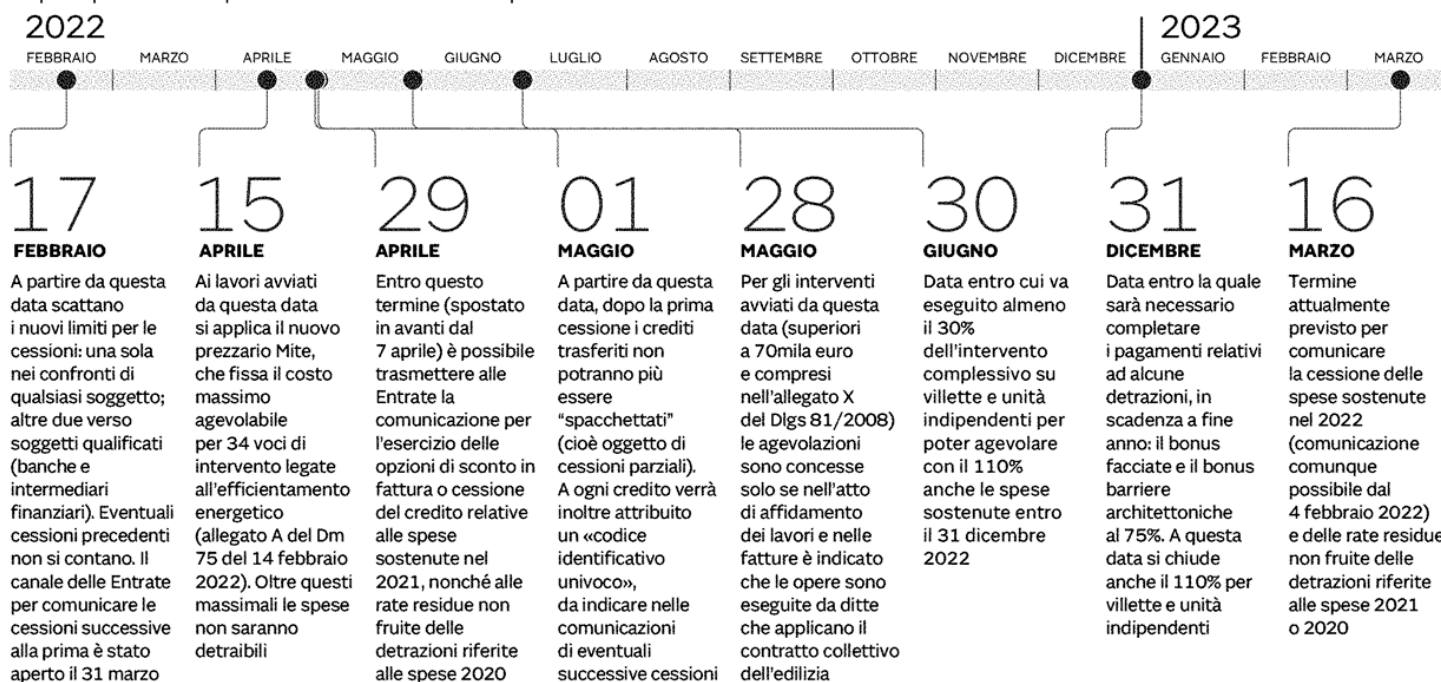 2022
2023
FEBBRAIO MARZO APRILE MAGGIO GIUGNO LUGLIO AGOSTO SETTEMBRE OTTOBRE NOVEMBRE DICEMBRE GENNAIO FEBBRAIO MARZO
17
FEBBRAIO
A partire da questa
data scattano
i nuovi limiti per le
cessioni: una sola
nei confronti di
qualsiasi soggetto;
altre due verso
soggetti qualificati
(banche e
intermediari
finanziari). Eventuali
cessioni precedenti
non si contano. Il
canale delle Entrate
per comunicare le
cessioni successive
alla prima è stato
aperto il 31 marzo
15
APRILE
Ai lavori avviati
da questa data
si applica il nuovo
prezzario Mite,
che fissa il costo
massimo
agevolabile
per 34 voci di
intervento legate
all'efficientamento
energetico
(allegato A del Dm
75 del 14 febbraio
2022). Oltre questi
massimali le spese
non saranno
detraibili
29
APRILE
Entro questo
termine (spostato
in avanti dal
7 aprile) è possibile
trasmettere alle
Entrate la
comunicazione per
l'esercizio delle
opzioni di sconto in
fattura o cessione
del credito relative
alle spese
sostenute nel
2021, nonché alle
rate residue non
fruite delle
detrazioni riferite
alle spese 2020
01
MAGGIO
A partire da questa
data, dopo la prima
cessione i crediti
trasferiti non
potranno più
essere
"spacchettati"
(cioè oggetto di
cessioni parziali).
A ogni credito verrà
inoltre attribuito
un «codice
identificativo
univoco»,
da indicare nelle
comunicazioni
di eventuali
successive cessioni
28
MAGGIO
Per gli interventi
avviati da questa
data (superiori
a 70mila euro
e compresi
nell'allegato X
del Dlgs 81/2008)
le agevolazioni
sono concesse
solo se nell'atto
di affidamento
dei lavori e nelle
fatture è indicato
che le opere sono
eseguite da ditte
che applicano il
contratto collettivo
dell'edilizia
30
GIUGNO
Data entro cui va
eseguito almeno
il 30%
dell'intervento
complessivo su
villette e unità
indipendenti per
poter agevolare
con il 110%
anche le spese
sostenute entro
il 31 dicembre
2022
31
DICEMBRE
Data entro la quale
sarà necessario
completare
i pagamenti relativi
ad alcune
detrazioni, in
scadenza a fine
anno: il bonus
facciate e il bonus
barriere
architettoniche
al 75%. A questa
data si chiude
anche il 110% per
villette e unità
indipendenti
16
MARZO
Termine
attualmente
previsto per
comunicare
la cessione delle
spese sostenute
nel 2022
(comunicazione
comunque
possibile dal
4 febbraio 2022)
e delle rate residue
non fruite delle
detrazioni riferite
alle spese 2021
o 2020